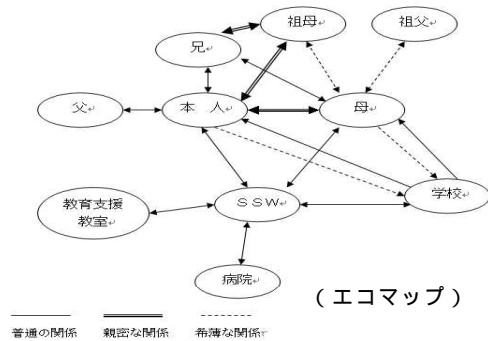 祖母
祖父
兄
父
本 人
母
学校
教育支援
教室
SSW
病院
(エコマップ)
普通の関係
親密な関係
希薄な関係